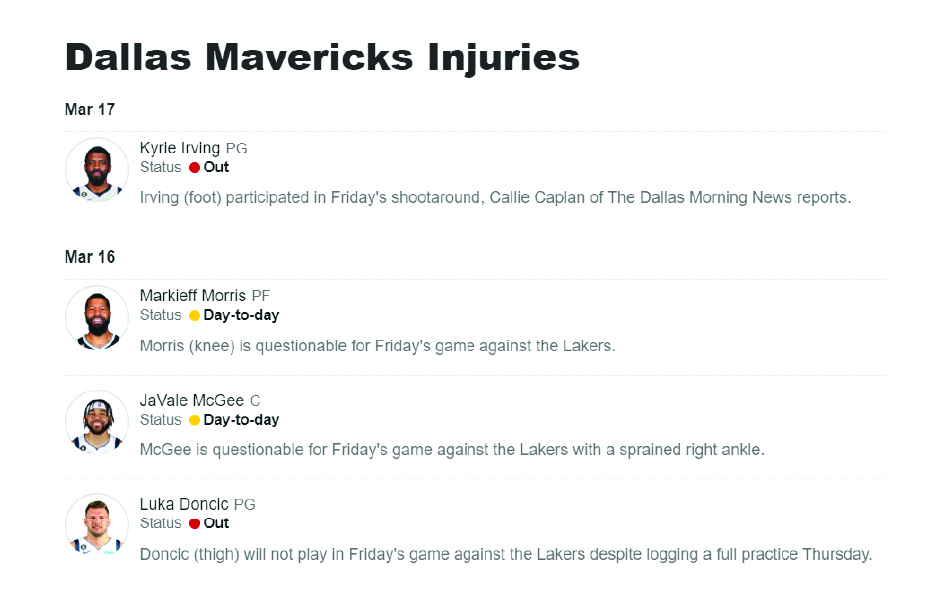 Dallas Mavericks Injuries
Mar 17
Kyrie Irving PG
Status Out
Irving (foot) participated in Friday's shootaround, Callie Caplan of The Dallas Morning News reports.
Mar 16
Markieff Morris PF
Status Day-to-day
Morris (knee) is questionable for Friday's game against the Lakers.
JaVale McGee C
Status Day-to-day
McGee is questionable for Friday's game against the Lakers with a sprained right ankle.
Luka Doncic PG
Status Out
Doncic (thigh) will not play in Friday's game against the Lakers despite logging a full practice Thursday.